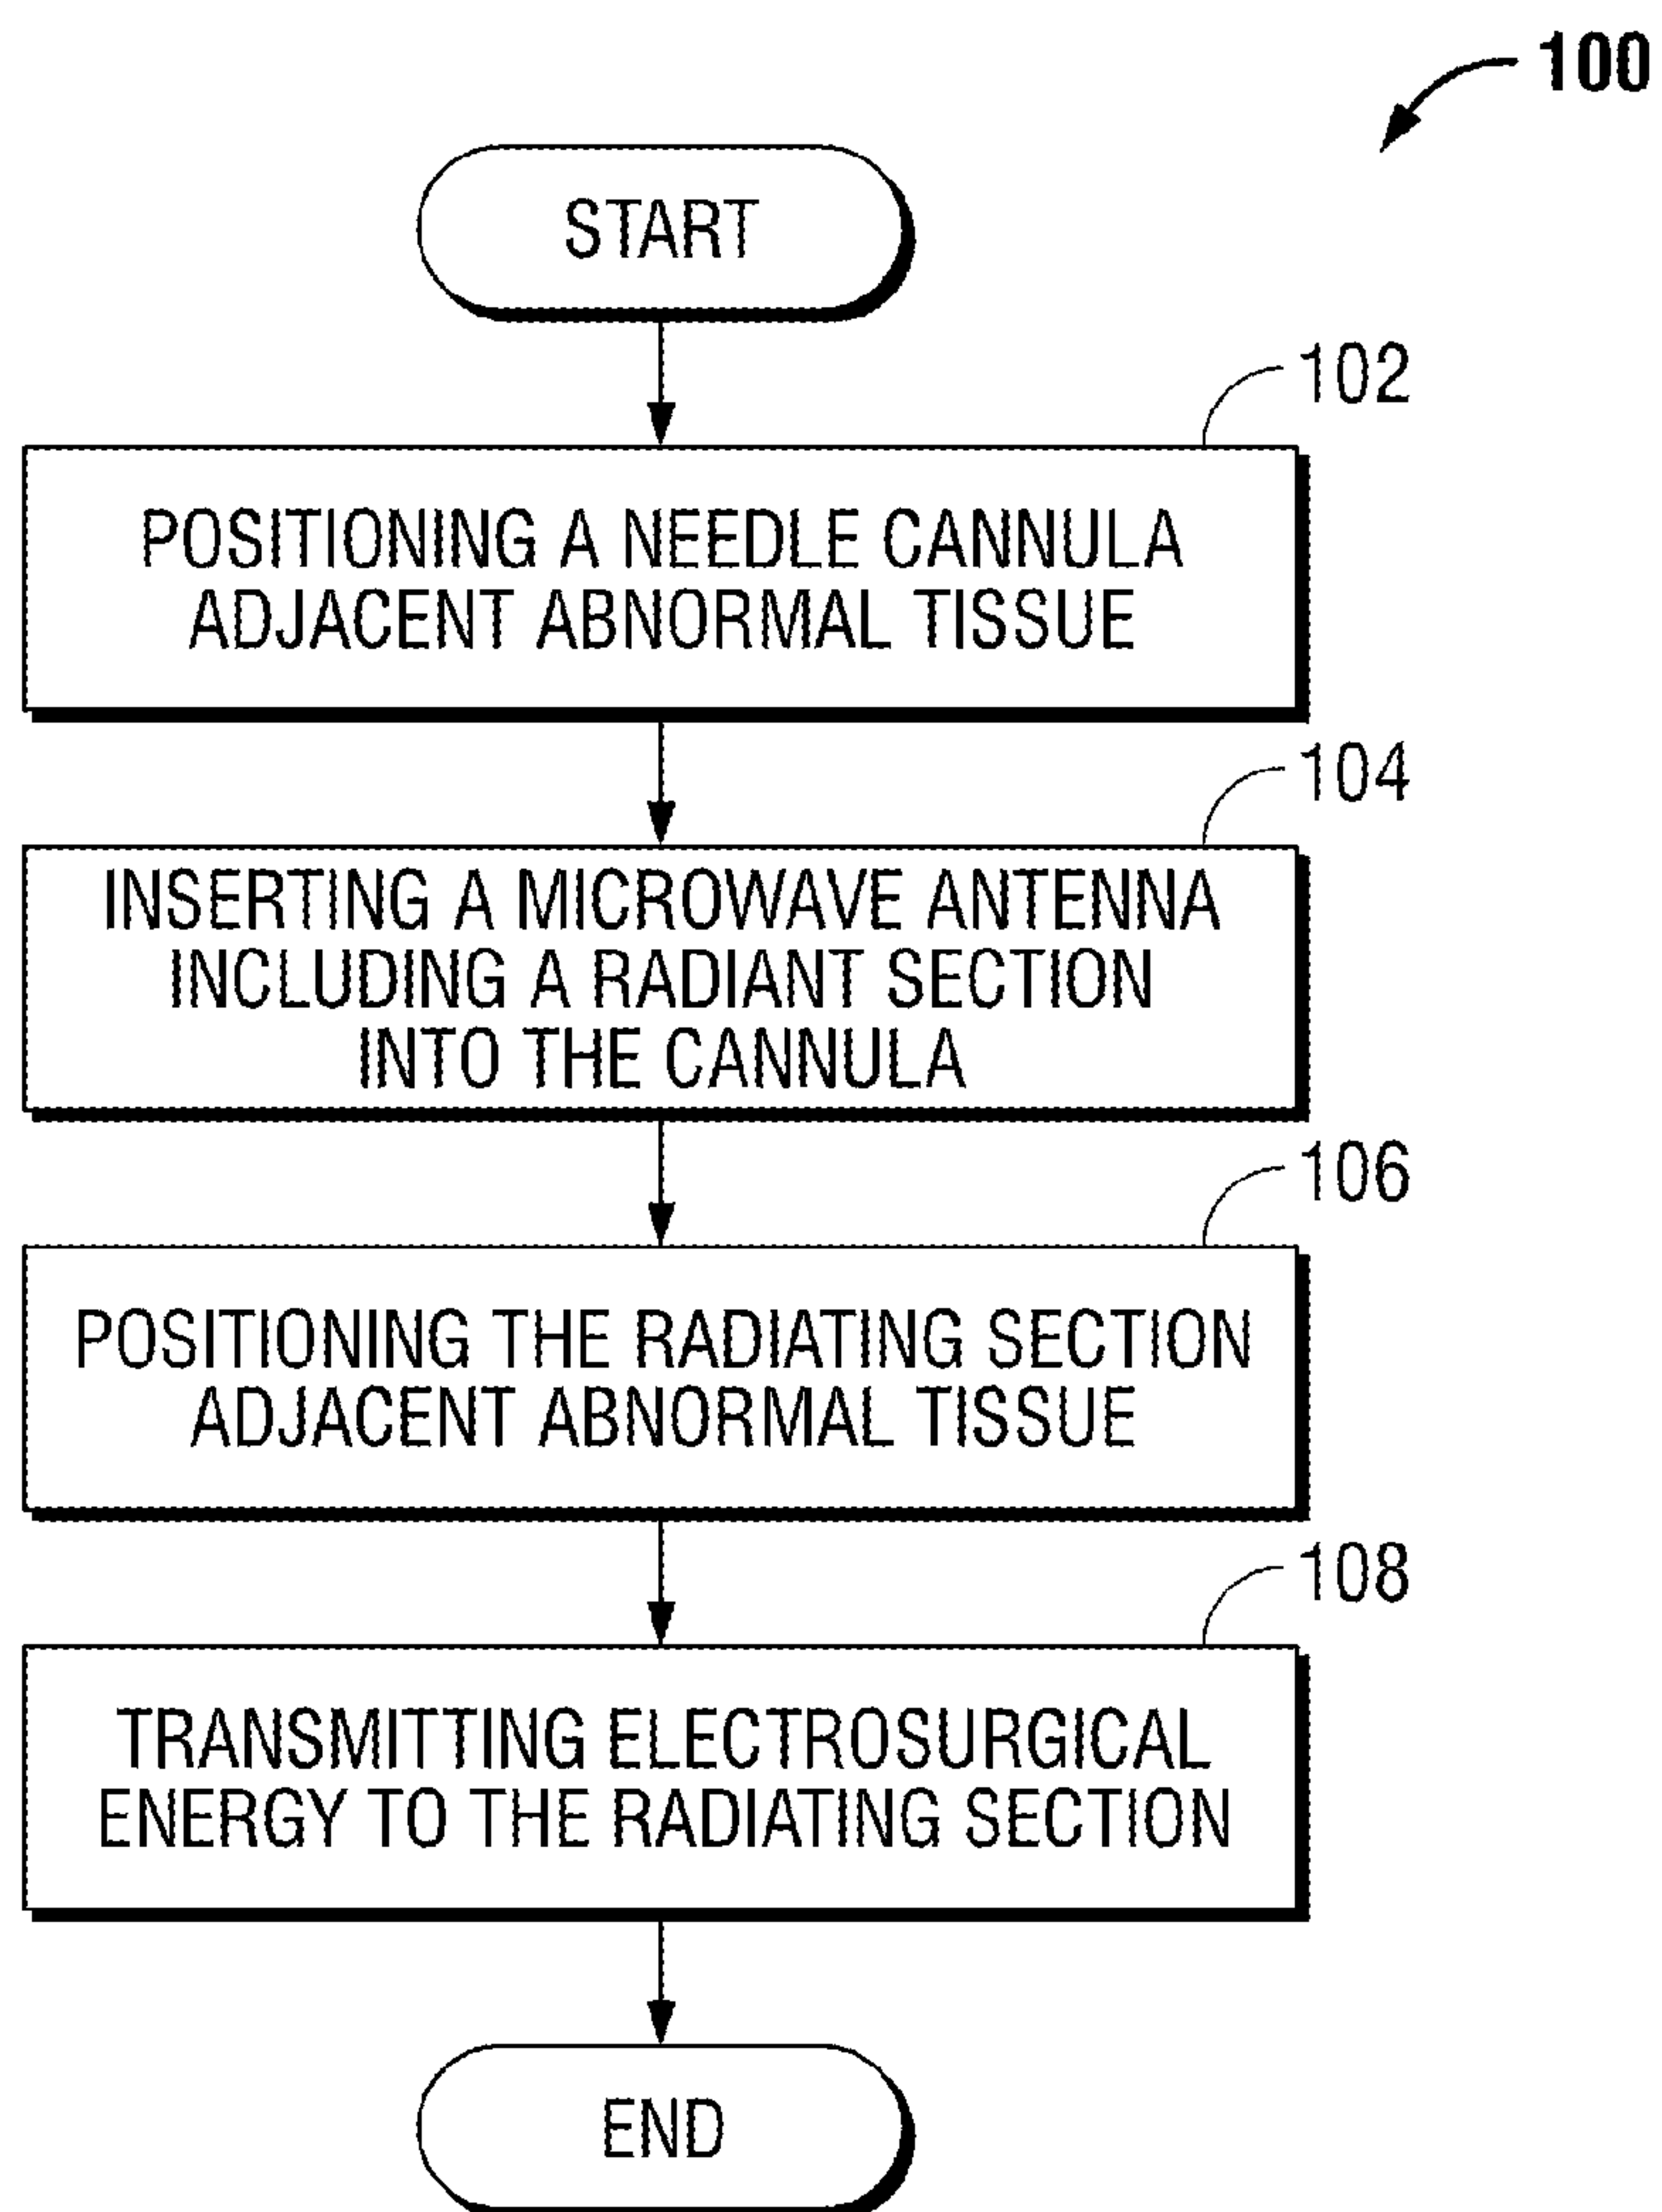 100
START
102
POSITIONING A NEEDLE CANNULA
ADJACENT ABNORMAL TISSUE
104
INSERTING A MICROWAVE ANTENNA
INCLUDING A RADIANT SECTION
INTO THE CANNULA
106
POSITIONING THE RADIATING SECTION
ADJACENT ABNORMAL TISSUE
108
TRANSMITTING ELECTROSURGICAL
ENERGY TO THE RADIATING SECTION
END